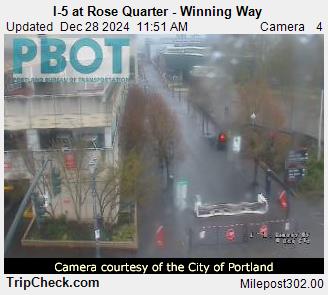 I-5 at Rose Quarter - Winning Way
Updated Dec 28 2024 11:51 AM Camera 4
PBOT
PORTLAND BUREAU OF TRANSPORTATION
Camera courtesy of the City of Portland
TripCheck.com Milepost302.00